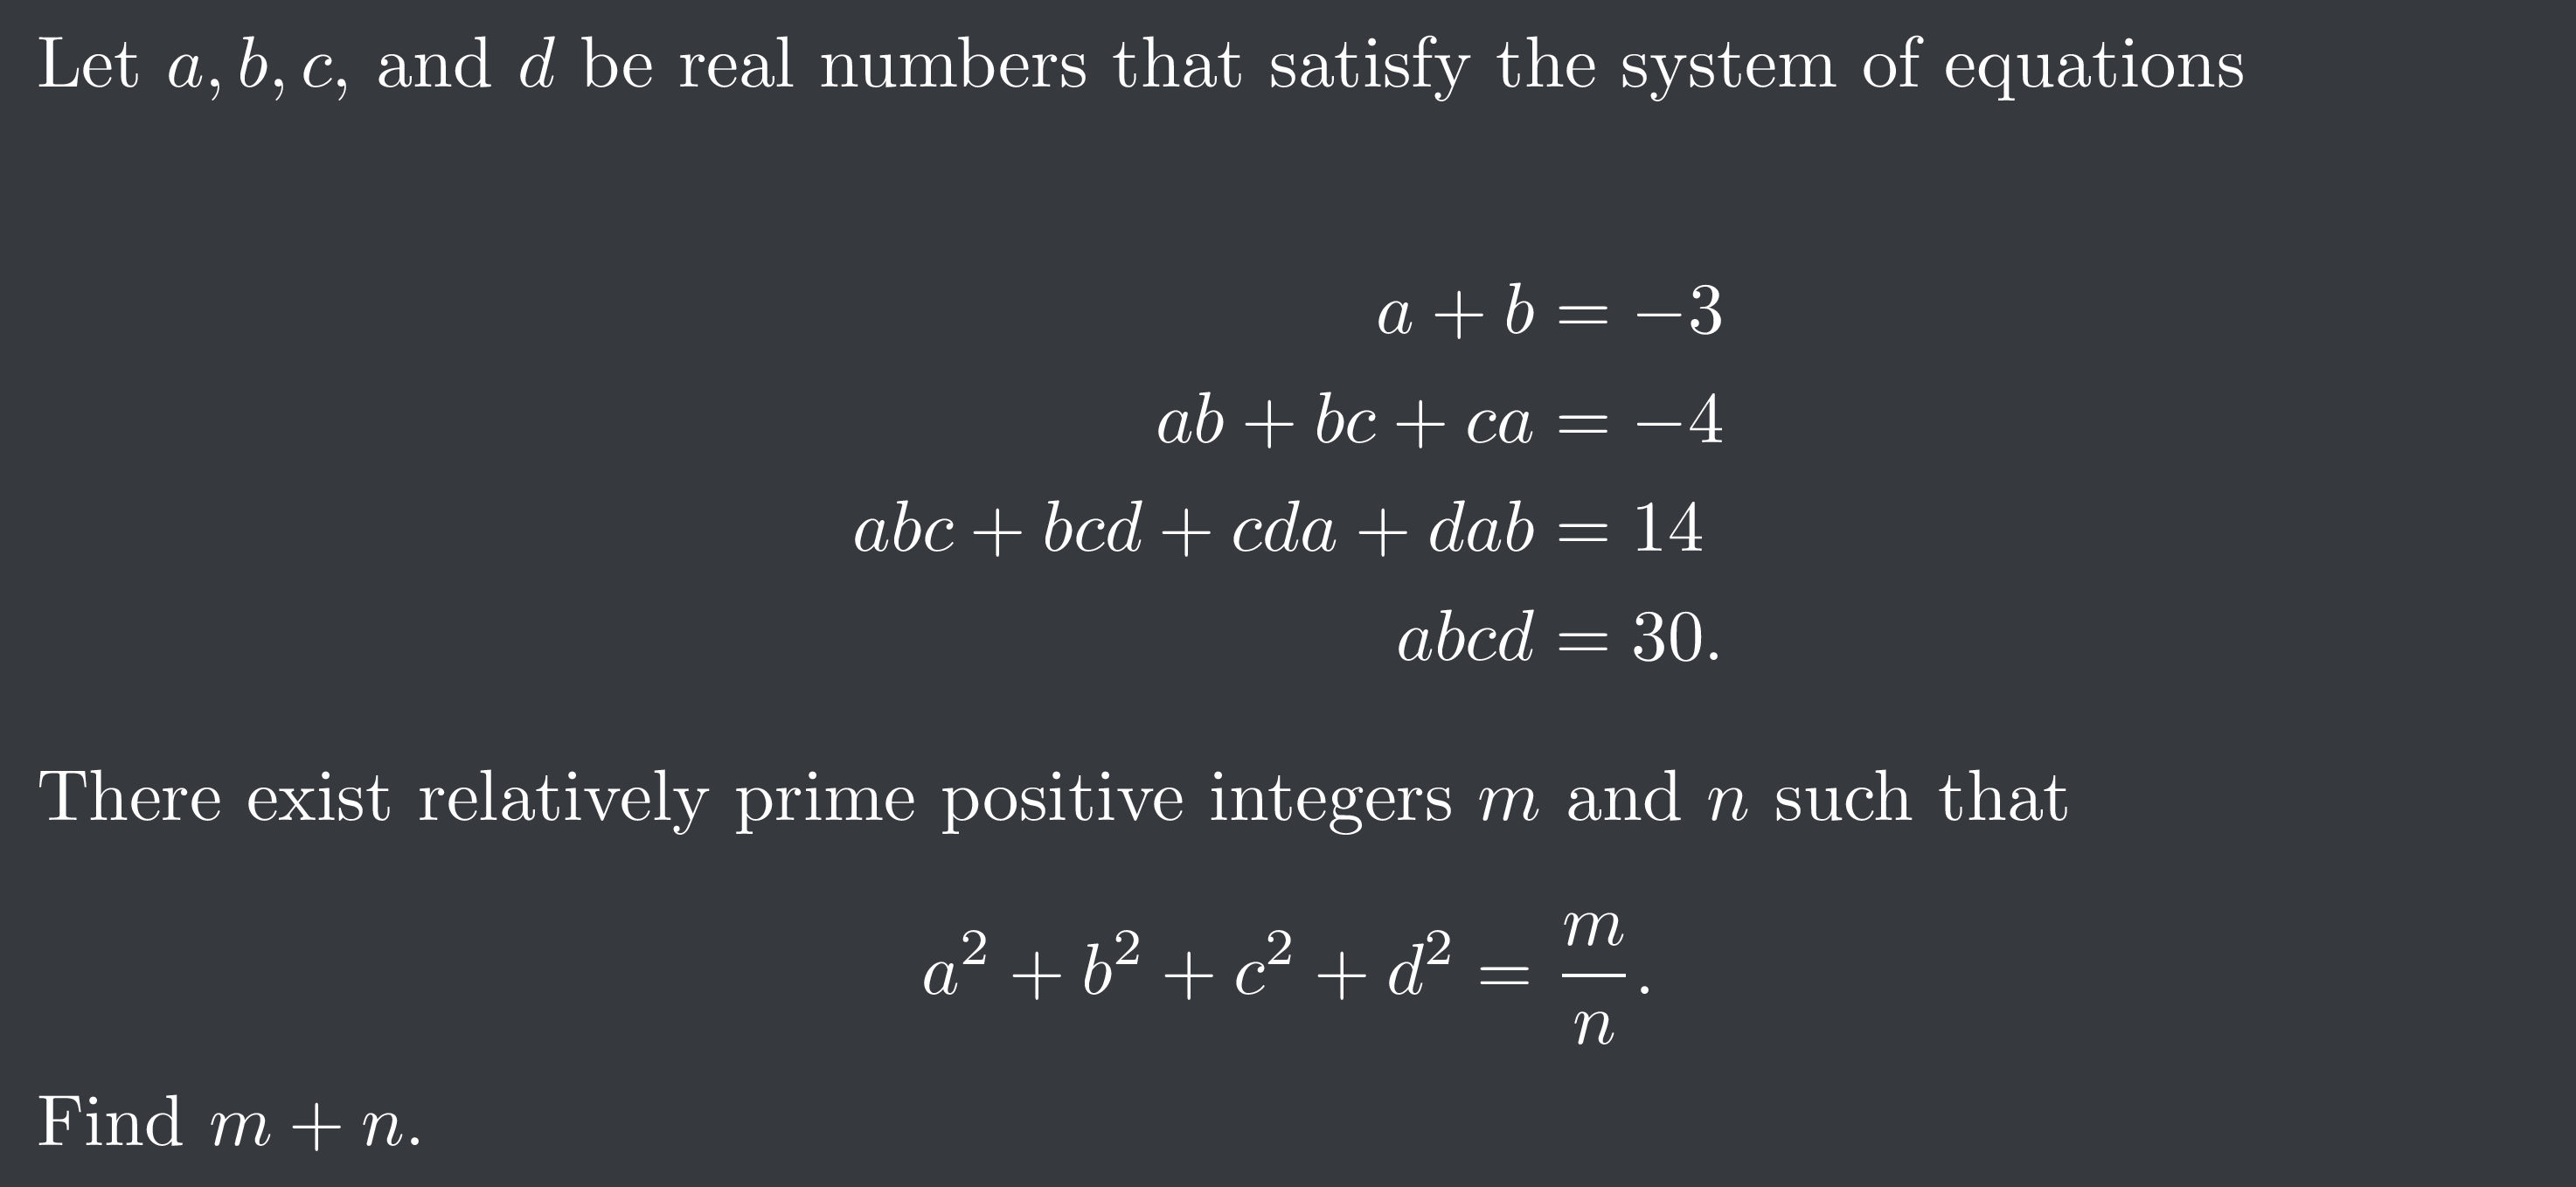 Let a, b, c, and d be real numbers that satisfy the system of equations
a + b = −3
ab + bc + ca = −4
abc + bcd + cda + dab = 14
abcd = 30.
There exist relatively prime positive integers m and n such that
a² + b² + c² + d² = m/n.
Find m + n.